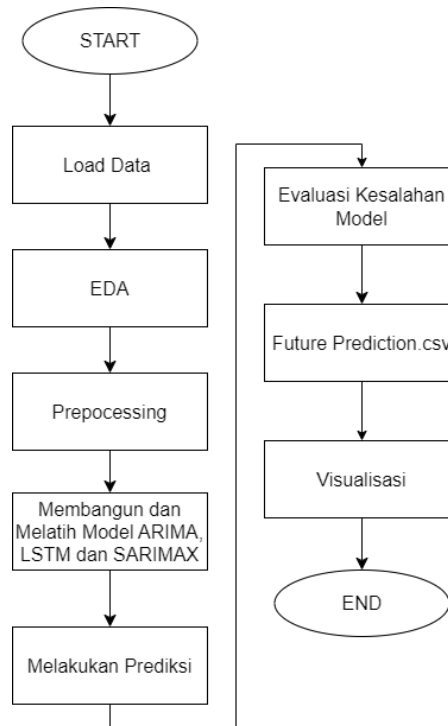 START
Load Data
EDA
Prepocessing
Membangun dan
Melatih Model ARIMA,
LSTM dan SARIMAX
Melakukan Prediksi
Evaluasi Kesalahan
Model
Future Prediction.csv
Visualisasi
END